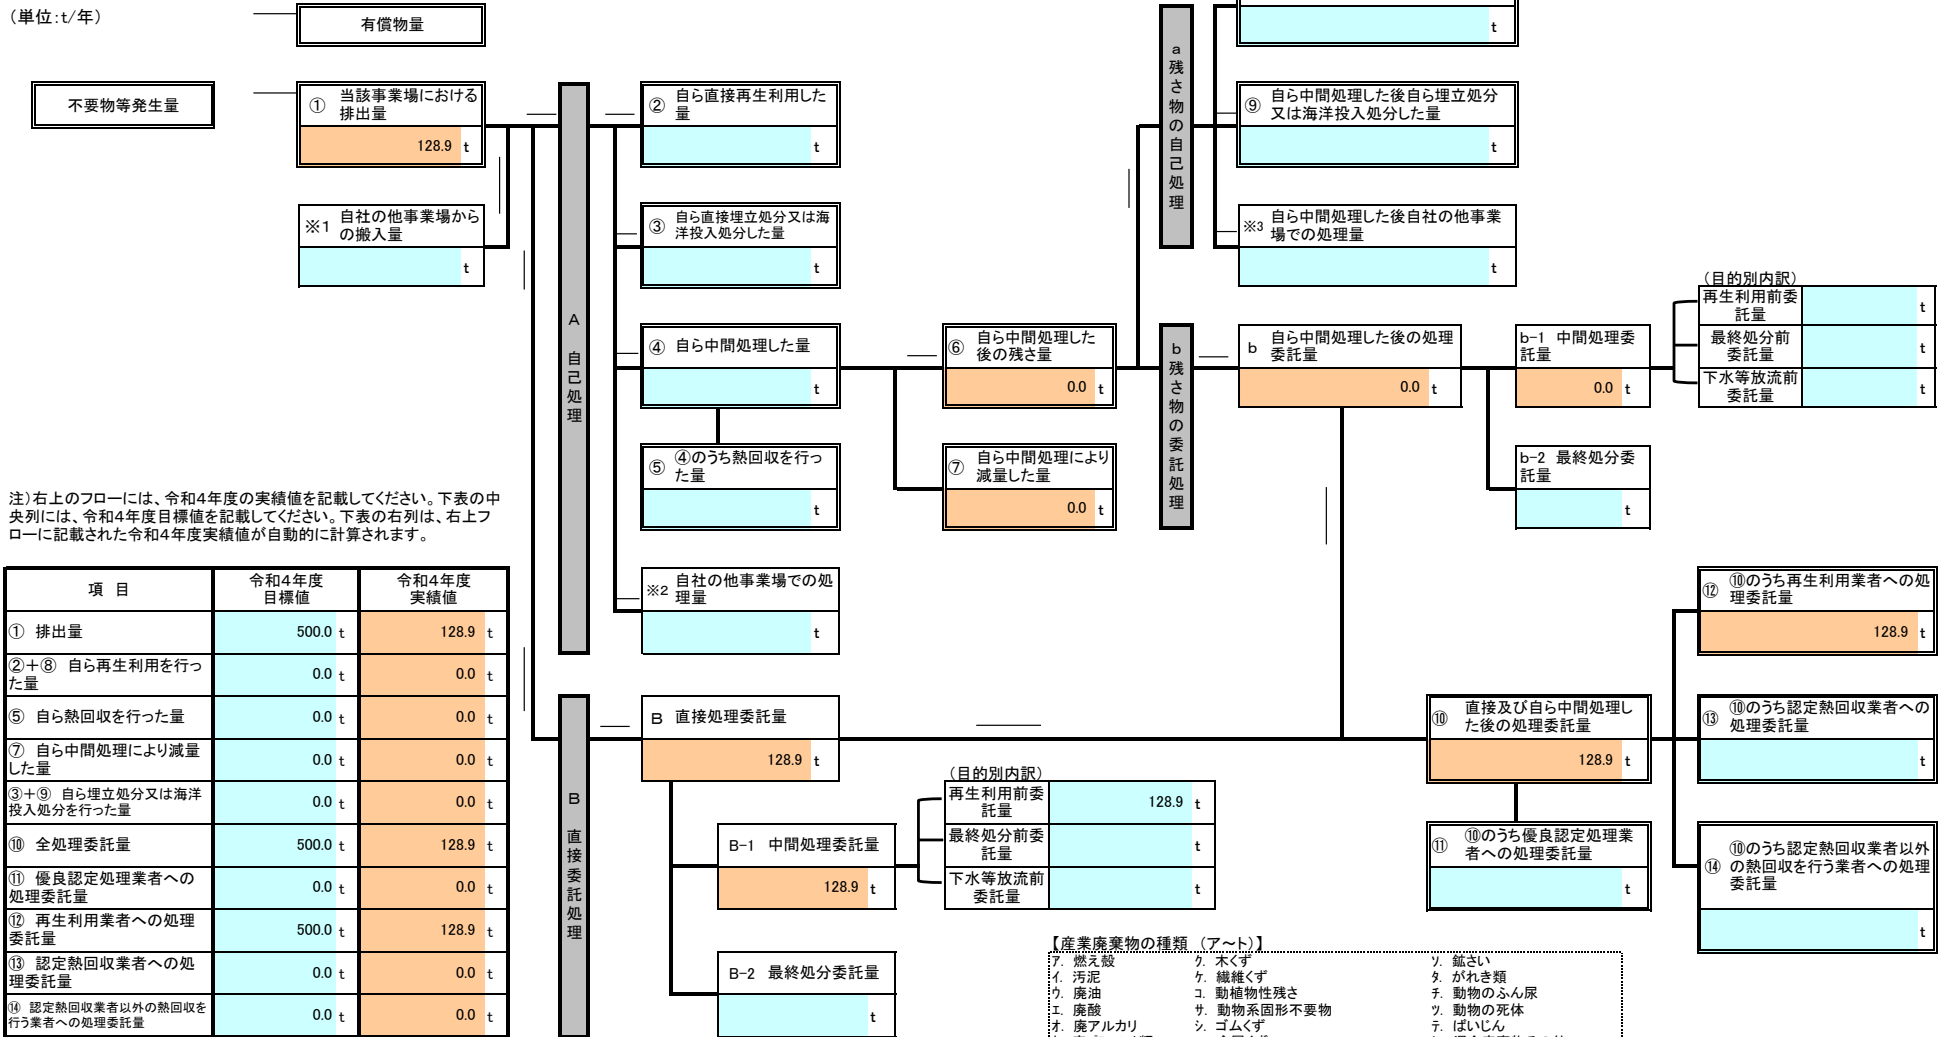 (単位:t/年)
有償物量
t
不要物等発生量
① 当該事業場における
排出量
128.9 t
② 自ら直接再生利用した
量
t
⑨ 自ら中間処理した後自ら埋立処分
又は海洋投入処分した量
t
a 残さ物の自己処理
※1 自社の他事業場から
の搬入量
t
③ 自ら直接埋立処分又は海
洋投入処分した量
t
※3 自ら中間処理した後自社の他事業
場での処理量
t
A 自己処理
④ 自ら中間処理した量
t
⑥ 自ら中間処理した
後の残さ量
0.0 t
b 残さ物の委託処理
b 自ら中間処理した後の処理
委託量
0.0 t
b-1 中間処理委
託量
0.0 t
(目的別内訳)
再生利用前委
託量
t
最終処分前
委託量
t
下水等放流前
委託量
t
⑤ ④のうち熱回収を行っ
た量
t
⑦ 自ら中間処理により
減量した量
0.0 t
b-2 最終処分委
託量
t
注)右上のフローには、令和4年度の実績値を記載してください。下表の中
央列には、令和4年度目標値を記載してください。下表の右列は、右上フ
ローに記載された令和4年度実績値が自動的に計算されます。
※2 自社の他事業場での処
理量
t
項 目
令和4年度
目標値
令和4年度
実績値
① 排出量 500.0 t 128.9 t
②+⑧ 自ら再生利用を行っ
た量 0.0 t 0.0 t
⑤ 自ら熱回収を行った量 0.0 t 0.0 t
⑦ 自ら中間処理により減量
した量 0.0 t 0.0 t
③+⑨ 自ら埋立処分又は海洋
投入処分を行った量 0.0 t 0.0 t
⑩ 全処理委託量 500.0 t 128.9 t
⑪ 優良認定処理業者への
処理委託量 0.0 t 0.0 t
⑫ 再生利用業者への処理
委託量 500.0 t 128.9 t
⑬ 認定熱回収業者への処
理委託量 0.0 t 0.0 t
⑭ 認定熱回収業者以外の熱回収を
行う業者への処理委託量 0.0 t 0.0 t
B 直接委託処理
B 直接処理委託量
128.9 t
B-1 中間処理委託量
128.9 t
(目的別内訳)
再生利用前委
託量
128.9 t
最終処分前委
託量
t
下水等放流前
委託量
t
B-2 最終処分委託量
t
⑩ 直接及び自ら中間処理し
た後の処理委託量
128.9 t
⑪ ⑩のうち優良認定処理業
者への処理委託量
t
⑫ ⑩のうち再生利用業者への処
理委託量
128.9 t
⑬ ⑩のうち認定熱回収業者への
処理委託量
t
⑭ ⑩のうち認定熱回収業者以外
の熱回収を行う業者への処理
委託量
t
【産業廃棄物の種類 (ア~ト)】
ア. 燃え殻 ク. 木くず ソ. 鉱さい
イ. 汚泥 ケ. 繊維くず タ. がれき類
ウ. 廃油 コ. 動植物性残さ チ. 動物のふん尿
エ. 廃酸 サ. 動物系固形不要物 ツ. 動物の死体
オ. 廃アルカリ シ. ゴムくず テ. ばいじん